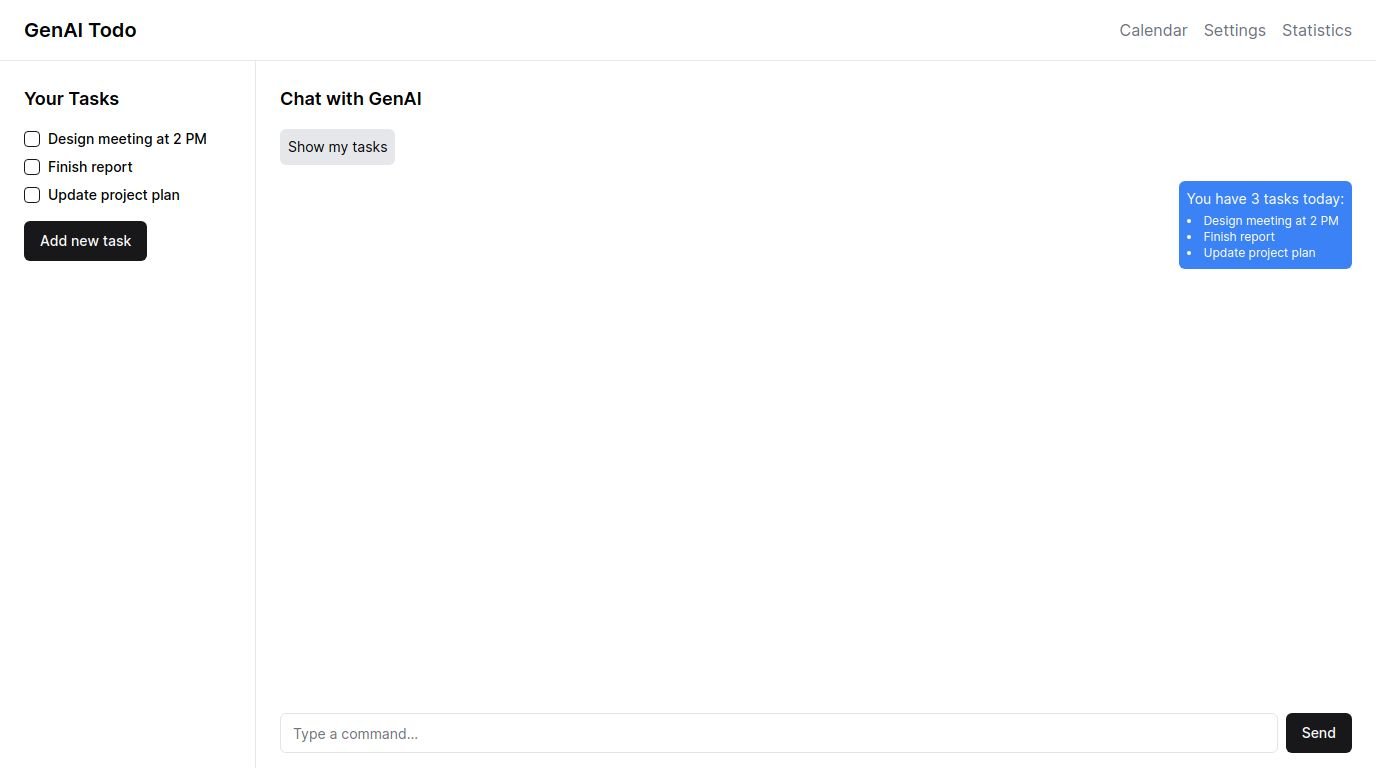 GenAI Todo
Calendar Settings Statistics
Your Tasks
Design meeting at 2 PM
Finish report
Update project plan
Add new task
Chat with GenAI
Show my tasks
You have 3 tasks today:
• Design meeting at 2 PM
• Finish report
• Update project plan
Type a command...
Send